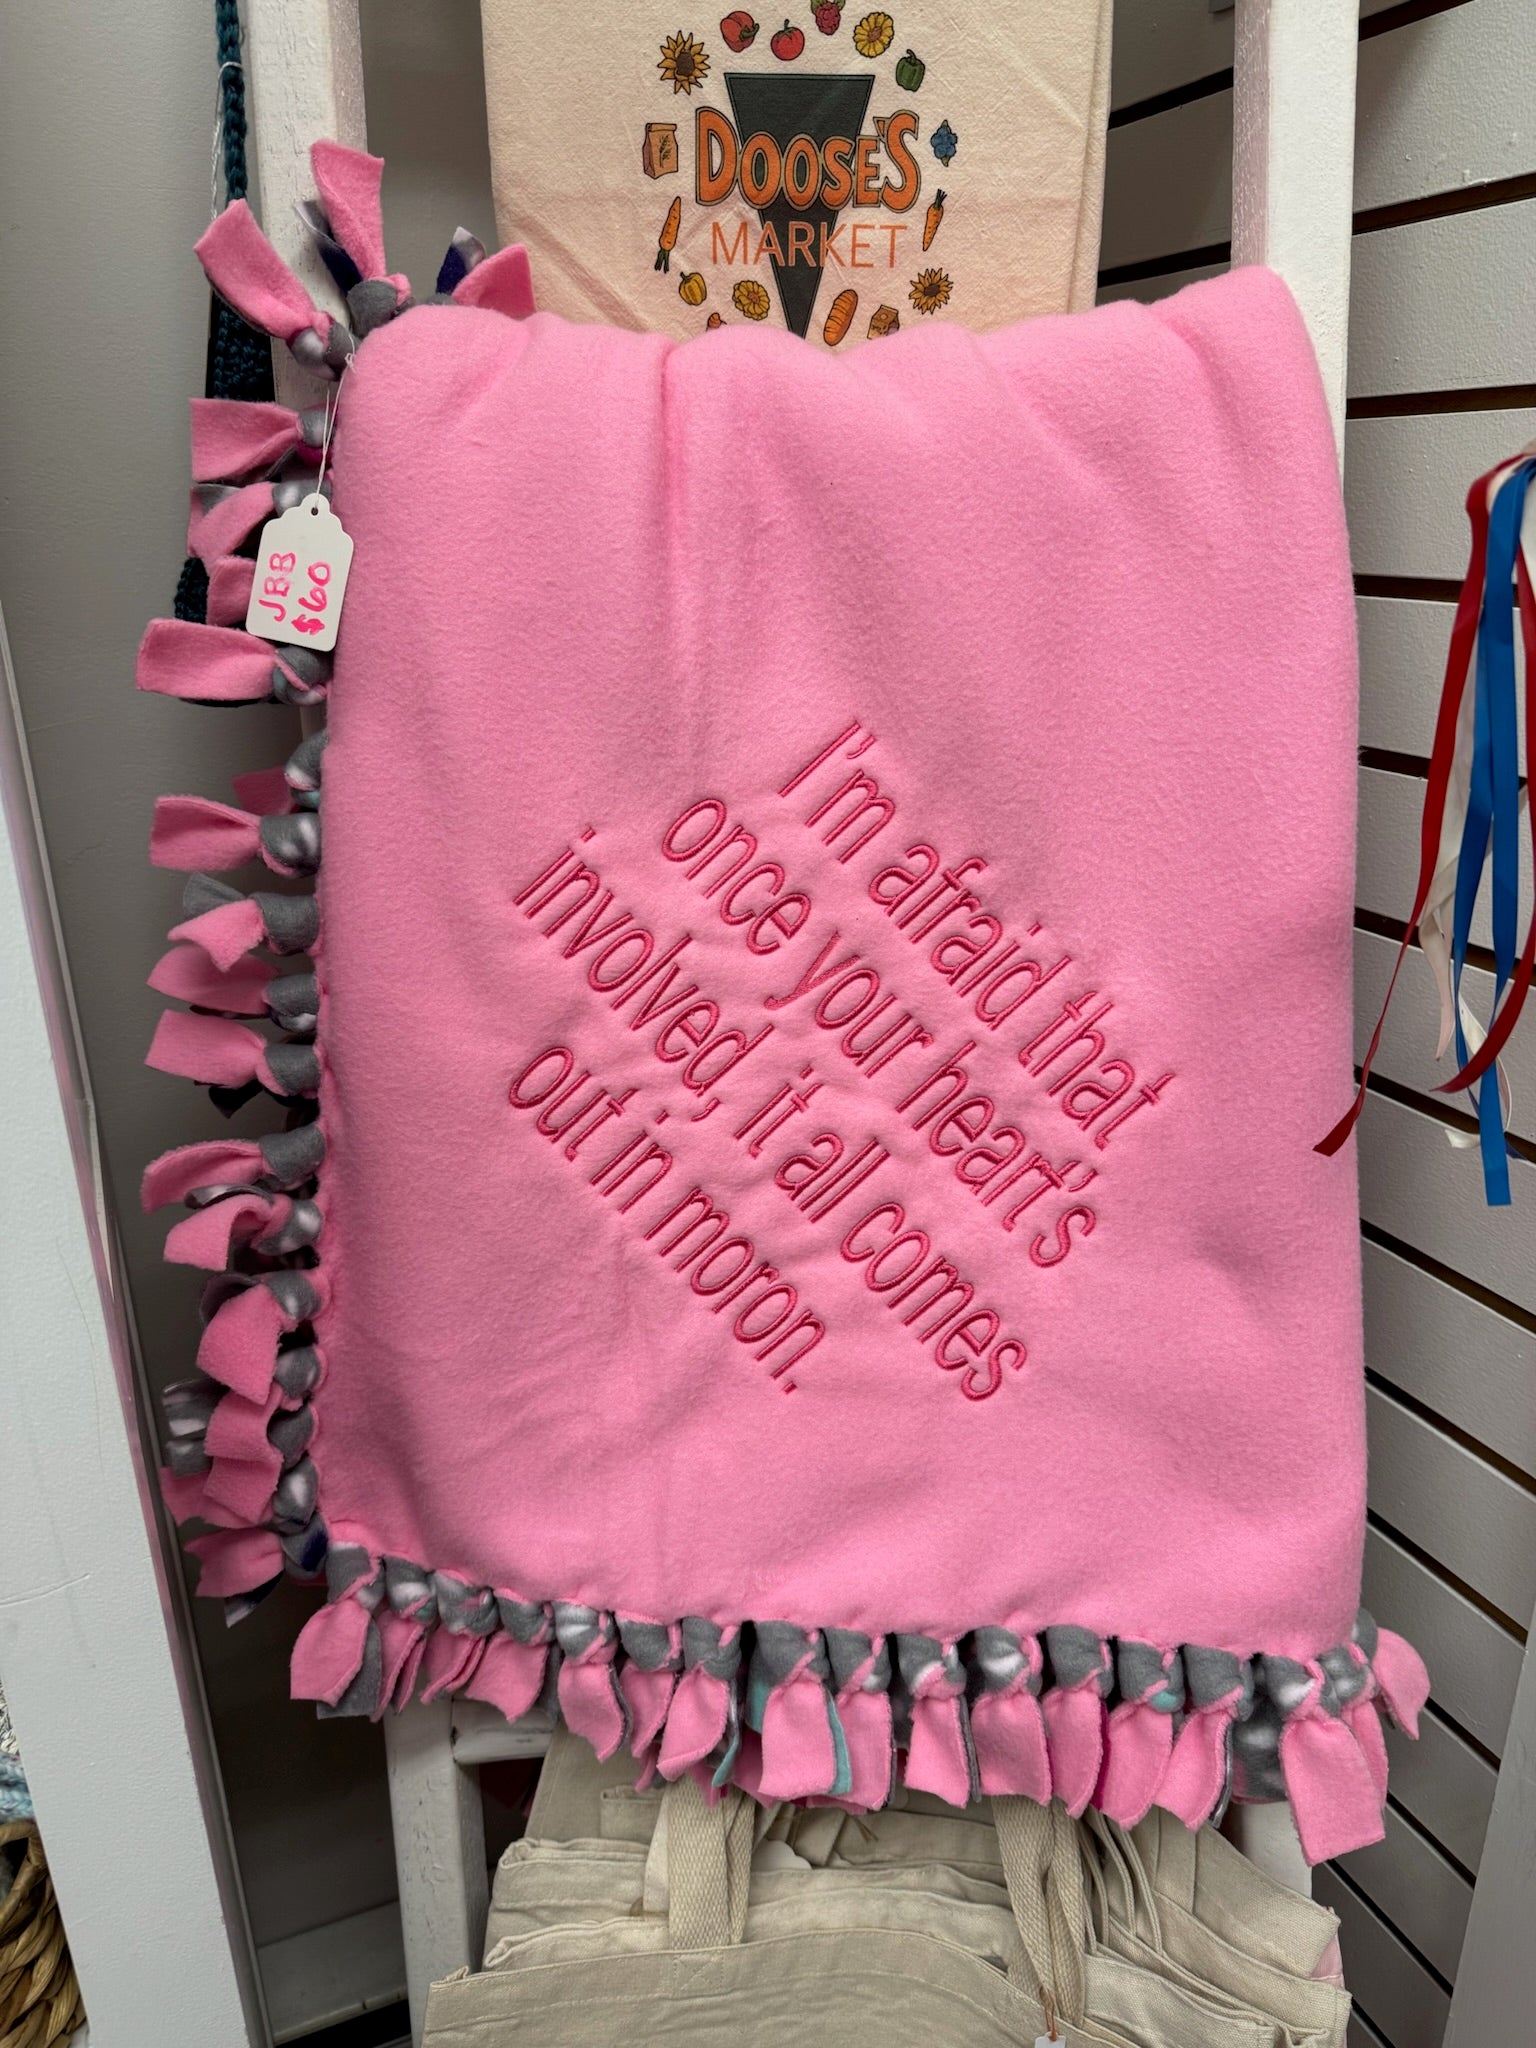 DOOSE'S
MARKET
JBB
$60
I'm afraid that
once your heart's
involved, it all comes
out in moron.